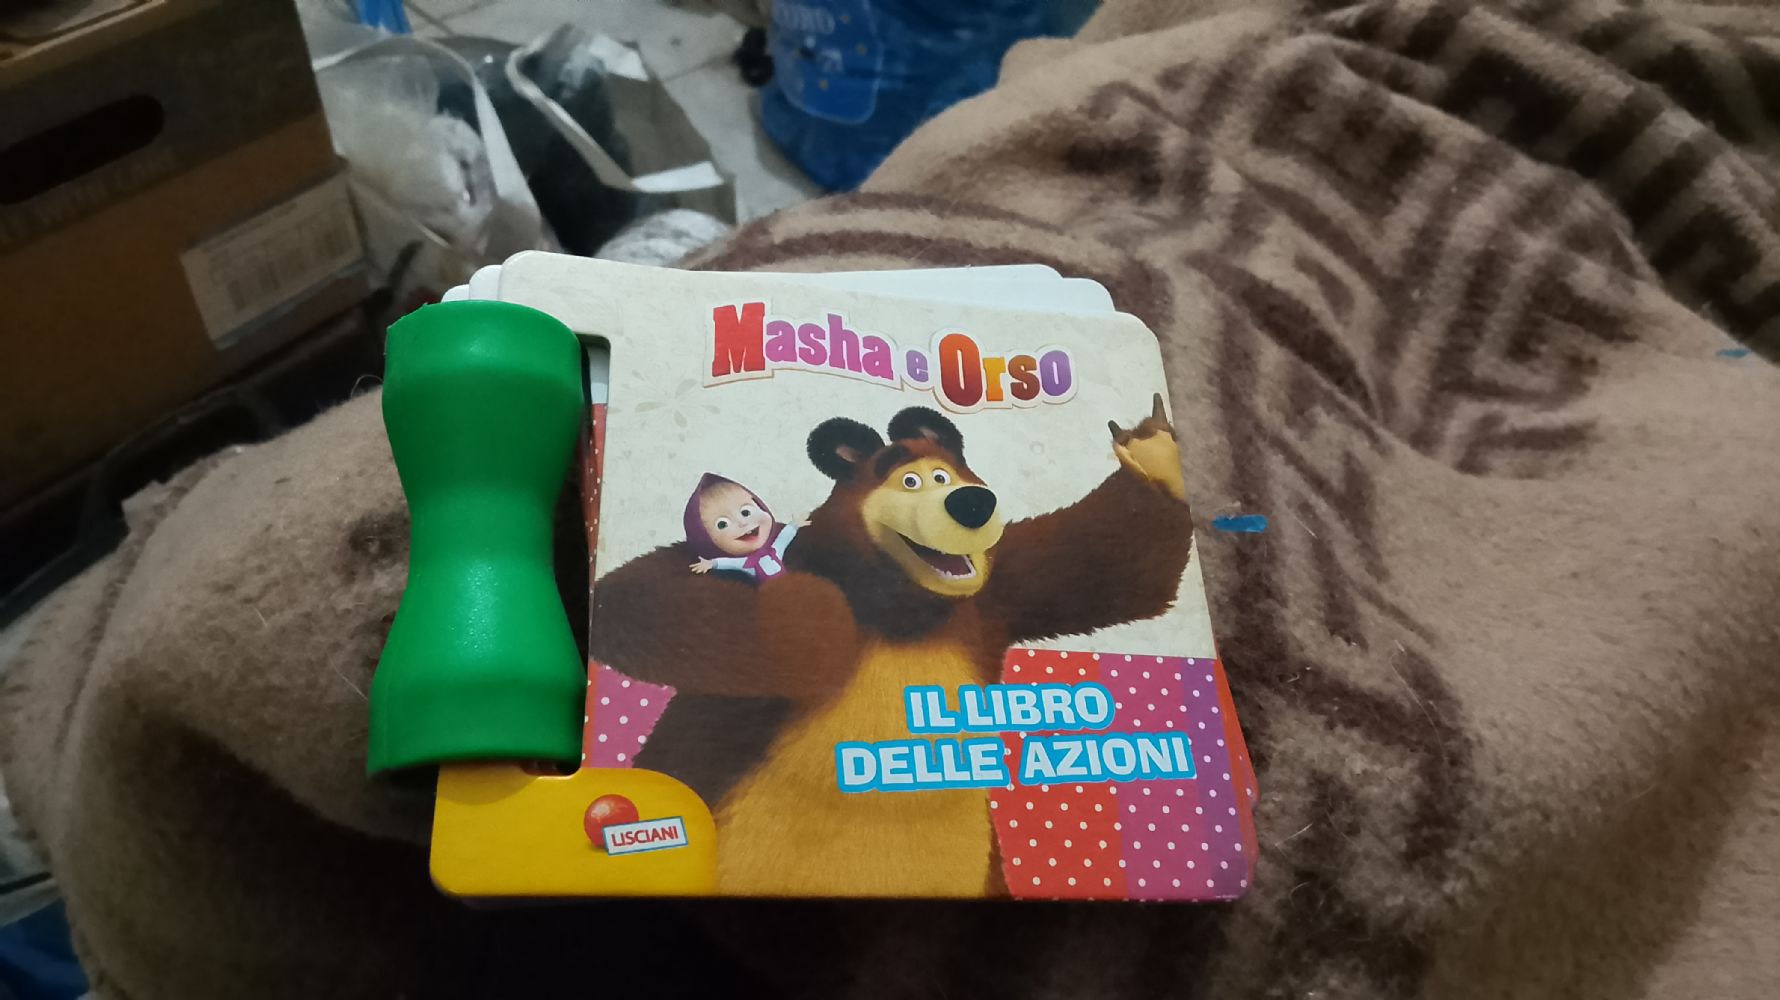 Masha e Orso
IL LIBRO
DELLE AZIONI
LISCIANI